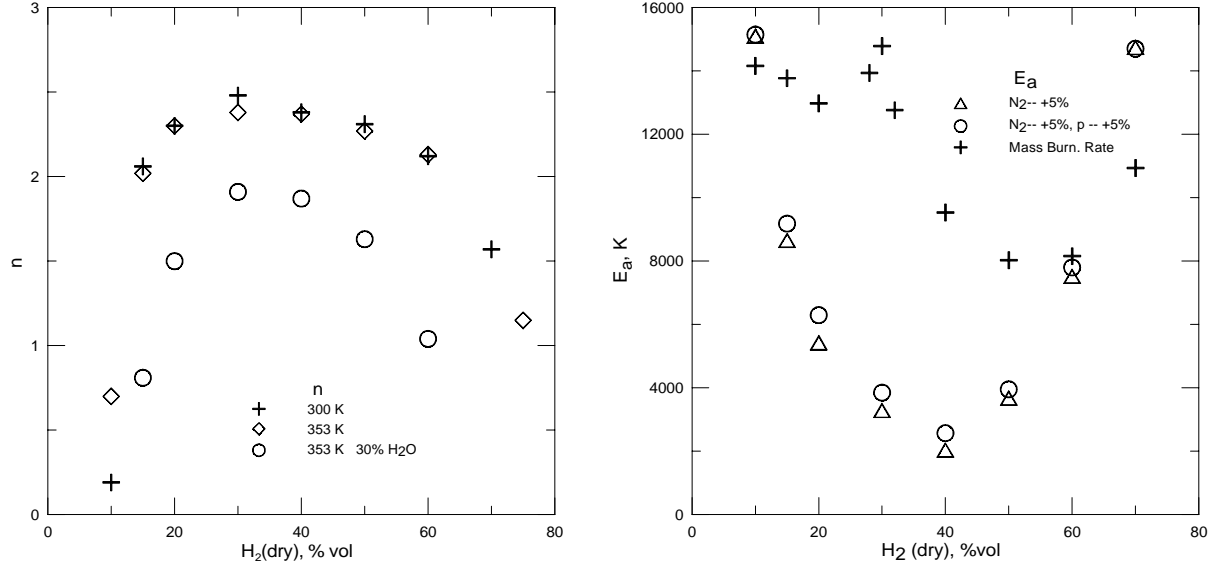 3
2
1
0
n
0
20
40
60
80
H2(dry), % vol
n
300 K
353 K
353 K 30% H2O
16000
12000
8000
4000
0
Ea, K
0
20
40
60
80
H2 (dry), %vol
Ea
N2-- +5%
N2-- +5%, p -- +5%
Mass Burn. Rate